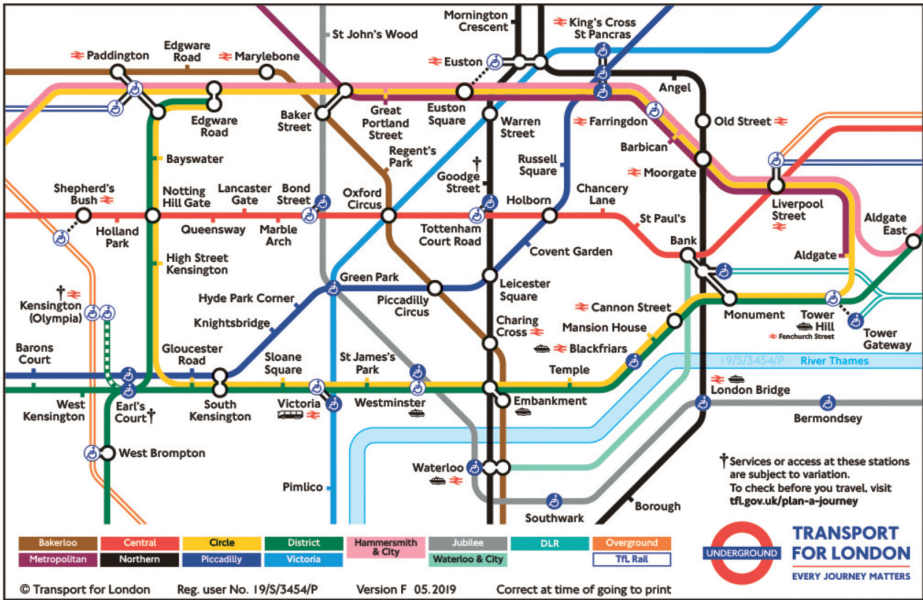 Paddington
Edgware
Road
Marylebone
St John's Wood
Mornington
Crescent
King's Cross
St Pancras
Euston
Edgware
Road
Baker
Street
Great
Portland
Street
Euston
Square
Warren
Street
Angel
Farringdon
Old Street
Barbican
Bayswater
Regent's
Park
Russell
Square
Moorgate
Shepherd's
Bush
Notting
Hill Gate
Lancaster
Gate
Bond
Street
Oxford
Circus
†
Goodge
Street
Holborn
Chancery
Lane
Liverpool
Street
Aldgate
East
Holland
Park
Queensway
Marble
Arch
Tottenham
Court Road
St Paul's
Bank
Covent Garden
Aldgate
High Street
Kensington
†
Kensington
(Olympia)
Hyde Park Corner
Green Park
Piccadilly
Circus
Leicester
Square
Knightsbridge
Charing
Cross
Cannon Street
Mansion House
Monument
Tower
Hill
Fenchurch Street
Tower
Gateway
Barons
Court
Gloucester
Road
Sloane
Square
St James's
Park
Blackfriars
Temple
19/S/3454/P
River Thames
West
Kensington
Earl's
Court†
South
Kensington
Victoria
Westminster
Embankment
London Bridge
Bermondsey
West Brompton
Waterloo
Pimlico
Southwark
Borough
† Services or access at these stations
are subject to variation.
To check before you travel, visit
tfl.gov.uk/plan-a-journey
Bakerloo
Central
Circle
District
Hammersmith
& City
Jubilee
DLR
Overground
Metropolitan
Northern
Piccadilly
Victoria
Waterloo & City
TfL Rail
UNDERGROUND
TRANSPORT
FOR LONDON
EVERY JOURNEY MATTERS
© Transport for London
Reg. user No. 19/S/3454/P
Version F 05.2019
Correct at time of going to print